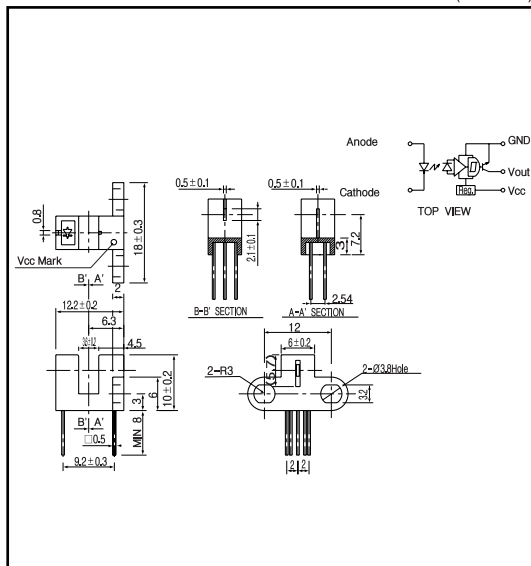 Anode
GND
Vout
Cathode
Reg.
Vcc
TOP VIEW
0.5±0.1
0.5±0.1
0.8
18±0.3
2.1±0.1
3
7.2
Vcc Mark
B' A'
2
2.54
B-B' SECTION
A-A' SECTION
12.2±0.2
6.3
4.5
12
6±0.2
(5.7)
2-R3
2-Ø3.8Hole
3.2
3
6
10±0.2
B' A'
MIN 8
□0.5
9.2±0.3
2 2